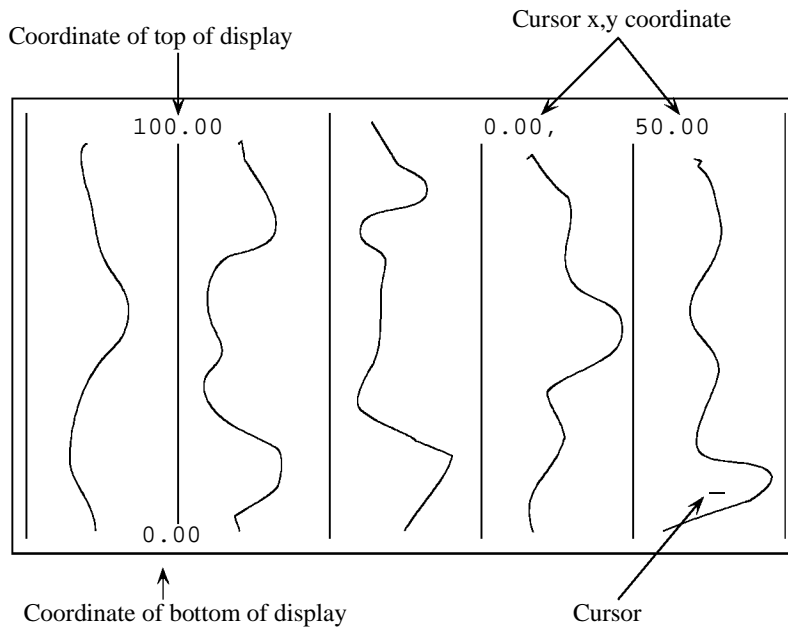 Cursor x,y coordinate
Coordinate of top of display
100.00 0.00, 50.00
0.00
Coordinate of bottom of display Cursor